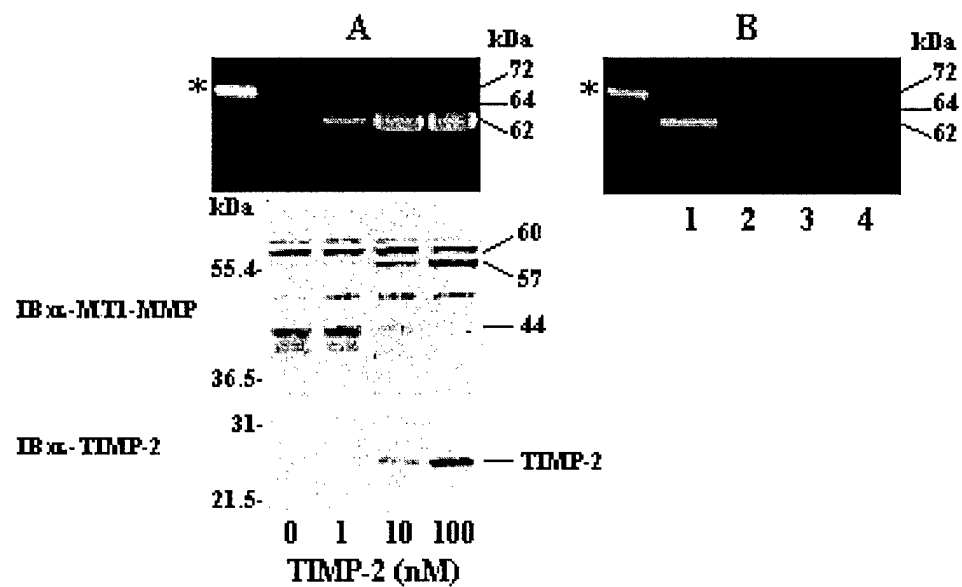 A
B
kDa
kDa
*
72
64
62
*
72
64
62
1 2 3 4
kDa
60
55.4-
57
IB:α-MT1-MMP
44
36.5-
31-
IB:α-TIMP-2
TIMP-2
21.5-
0 1 10 100
TIMP-2 (nM)